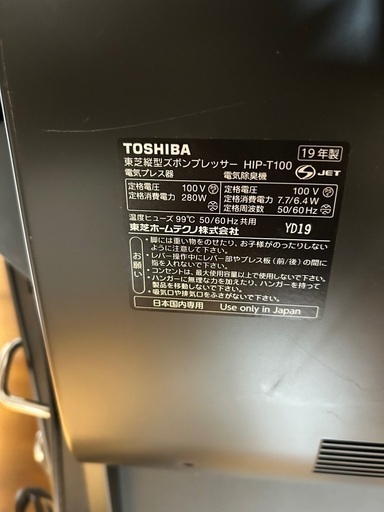 TOSHIBA
19年製
東芝縦型ズボンプレッサー HIP-T100
電気プレス器 電気除臭機
S JET
定格電圧 100V
定格消費電力 280W
定格電圧 100V
定格消費電力 7.7/6.4W
定格周波数 50/60Hz
温度ヒューズ 99℃ 50/60Hz 共用
東芝ホームテクノ株式会社 YD19
お願い
・脚には重い物をのせたり、お子様がのったりしない
ように注意して下さい。
・レバー操作中にレバー部やプレス板(前/後)の間に
指を入れないで下さい。
・コンセントは、最大使用容量以上で使用しないで下さい。
・ハンガーに無理な力を加えたり、ハンガーを持って
移動しないで下さい。
・吸気口や排気口をふさがないで下さい。
日本国内専用 Use only in Japan